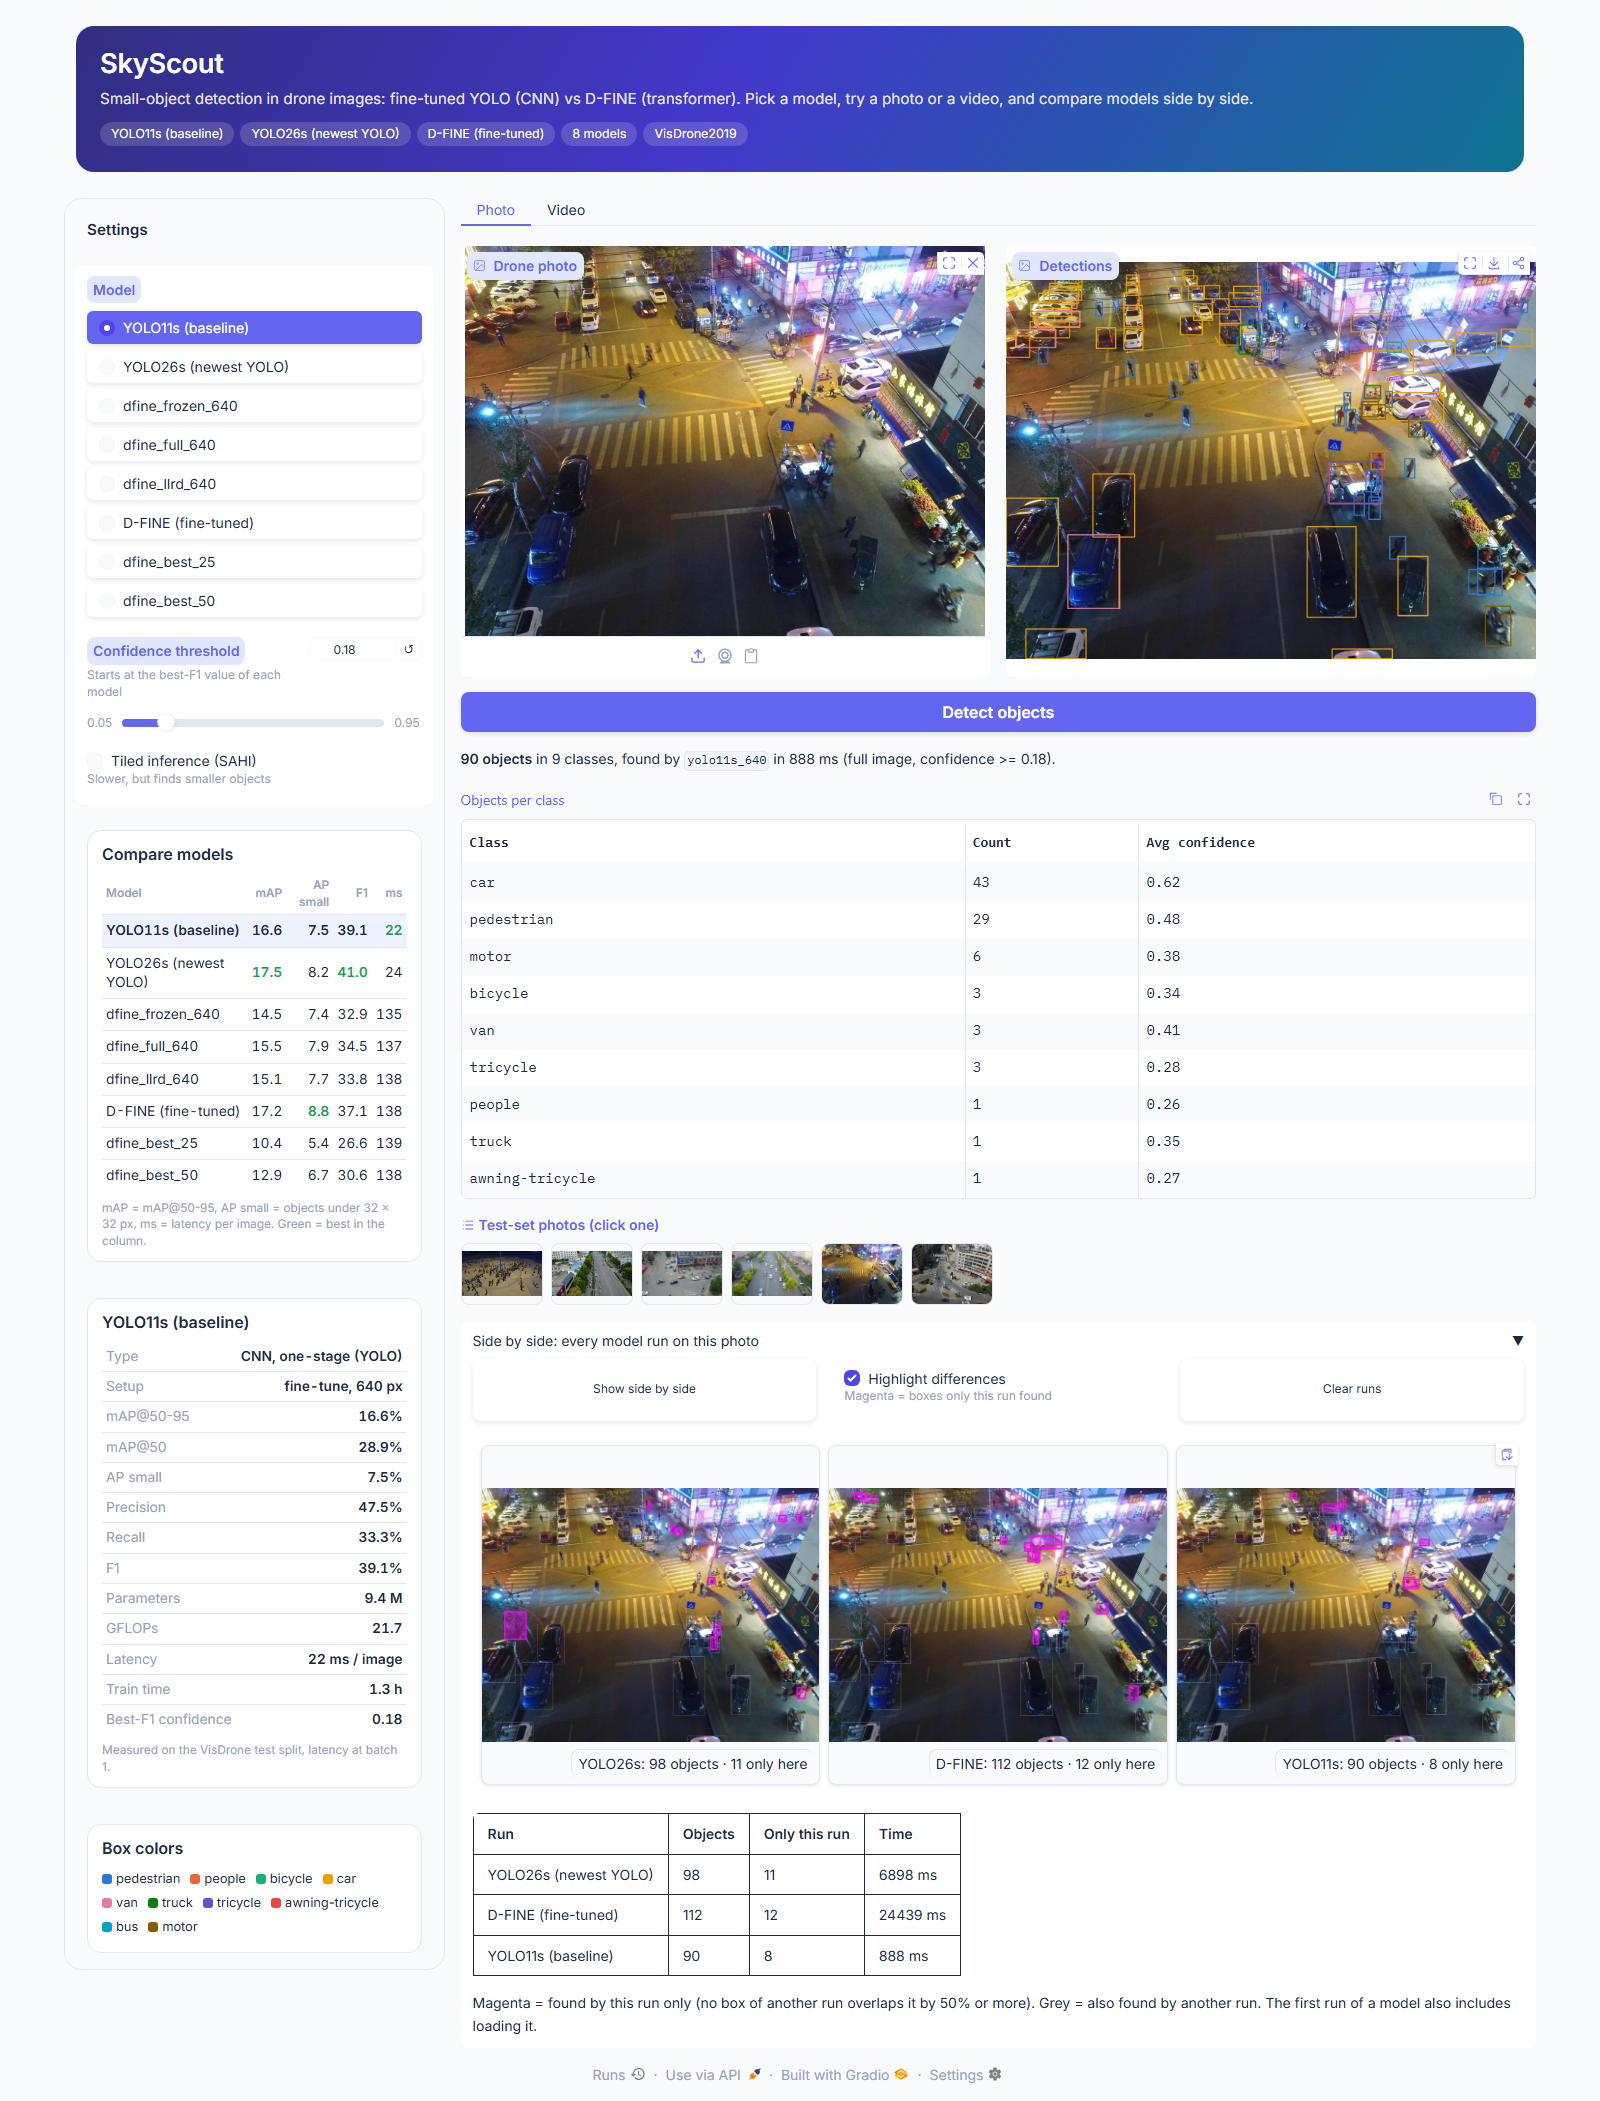 SkyScout
Small-object detection in drone images: fine-tuned YOLO (CNN) vs D-FINE (transformer). Pick a model, try a photo or a video, and compare models side by side.
YOLO11s (baseline) YOLO26s (newest YOLO) D-FINE (fine-tuned) 8 models VisDrone2019
Settings
Model
YOLO11s (baseline)
YOLO26s (newest YOLO)
dfine_frozen_640
dfine_full_640
dfine_llrd_640
D-FINE (fine-tuned)
dfine_best_25
dfine_best_50
Confidence threshold 0.18
Starts at the best-F1 value of each
model
0.05 0.95
Tiled inference (SAHI)
Slower, but finds smaller objects
Compare models
Model mAP AP small F1 ms
YOLO11s (baseline) 16.6 7.5 39.1 22
YOLO26s (newest YOLO) 17.5 8.2 41.0 24
dfine_frozen_640 14.5 7.4 32.9 135
dfine_full_640 15.5 7.9 34.5 137
dfine_llrd_640 15.1 7.7 33.8 138
D-FINE (fine-tuned) 17.2 8.8 37.1 138
dfine_best_25 10.4 5.4 26.6 139
dfine_best_50 12.9 6.7 30.6 138
mAP = mAP@50-95, AP small = objects under 32 ×
32 px, ms = latency per image. Green = best in the
column.
YOLO11s (baseline)
Type CNN, one-stage (YOLO)
Setup fine-tune, 640 px
mAP@50-95 16.6%
mAP@50 28.9%
AP small 7.5%
Precision 47.5%
Recall 33.3%
F1 39.1%
Parameters 9.4 M
GFLOPs 21.7
Latency 22 ms / image
Train time 1.3 h
Best-F1 confidence 0.18
Measured on the VisDrone test split, latency at batch
1.
Box colors
pedestrian people bicycle car
van truck tricycle awning-tricycle
bus motor
Photo Video
Drone photo
Detections
Detect objects
90 objects in 9 classes, found by yolo11s_640 in 888 ms (full image, confidence >= 0.18).
Objects per class
Class Count Avg confidence
car 43 0.62
pedestrian 29 0.48
motor 6 0.38
bicycle 3 0.34
van 3 0.41
tricycle 3 0.28
people 1 0.26
truck 1 0.35
awning-tricycle 1 0.27
Test-set photos (click one)
Side by side: every model run on this photo
Show side by side
Highlight differences
Magenta = boxes only this run found
Clear runs
YOLO26s: 98 objects · 11 only here
D-FINE: 112 objects · 12 only here
YOLO11s: 90 objects · 8 only here
Run Objects Only this run Time
YOLO26s (newest YOLO) 98 11 6898 ms
D-FINE (fine-tuned) 112 12 24439 ms
YOLO11s (baseline) 90 8 888 ms
Magenta = found by this run only (no box of another run overlaps it by 50% or more). Grey = also found by another run. The first run of a model also includes
loading it.
Runs · Use via API · Built with Gradio · Settings